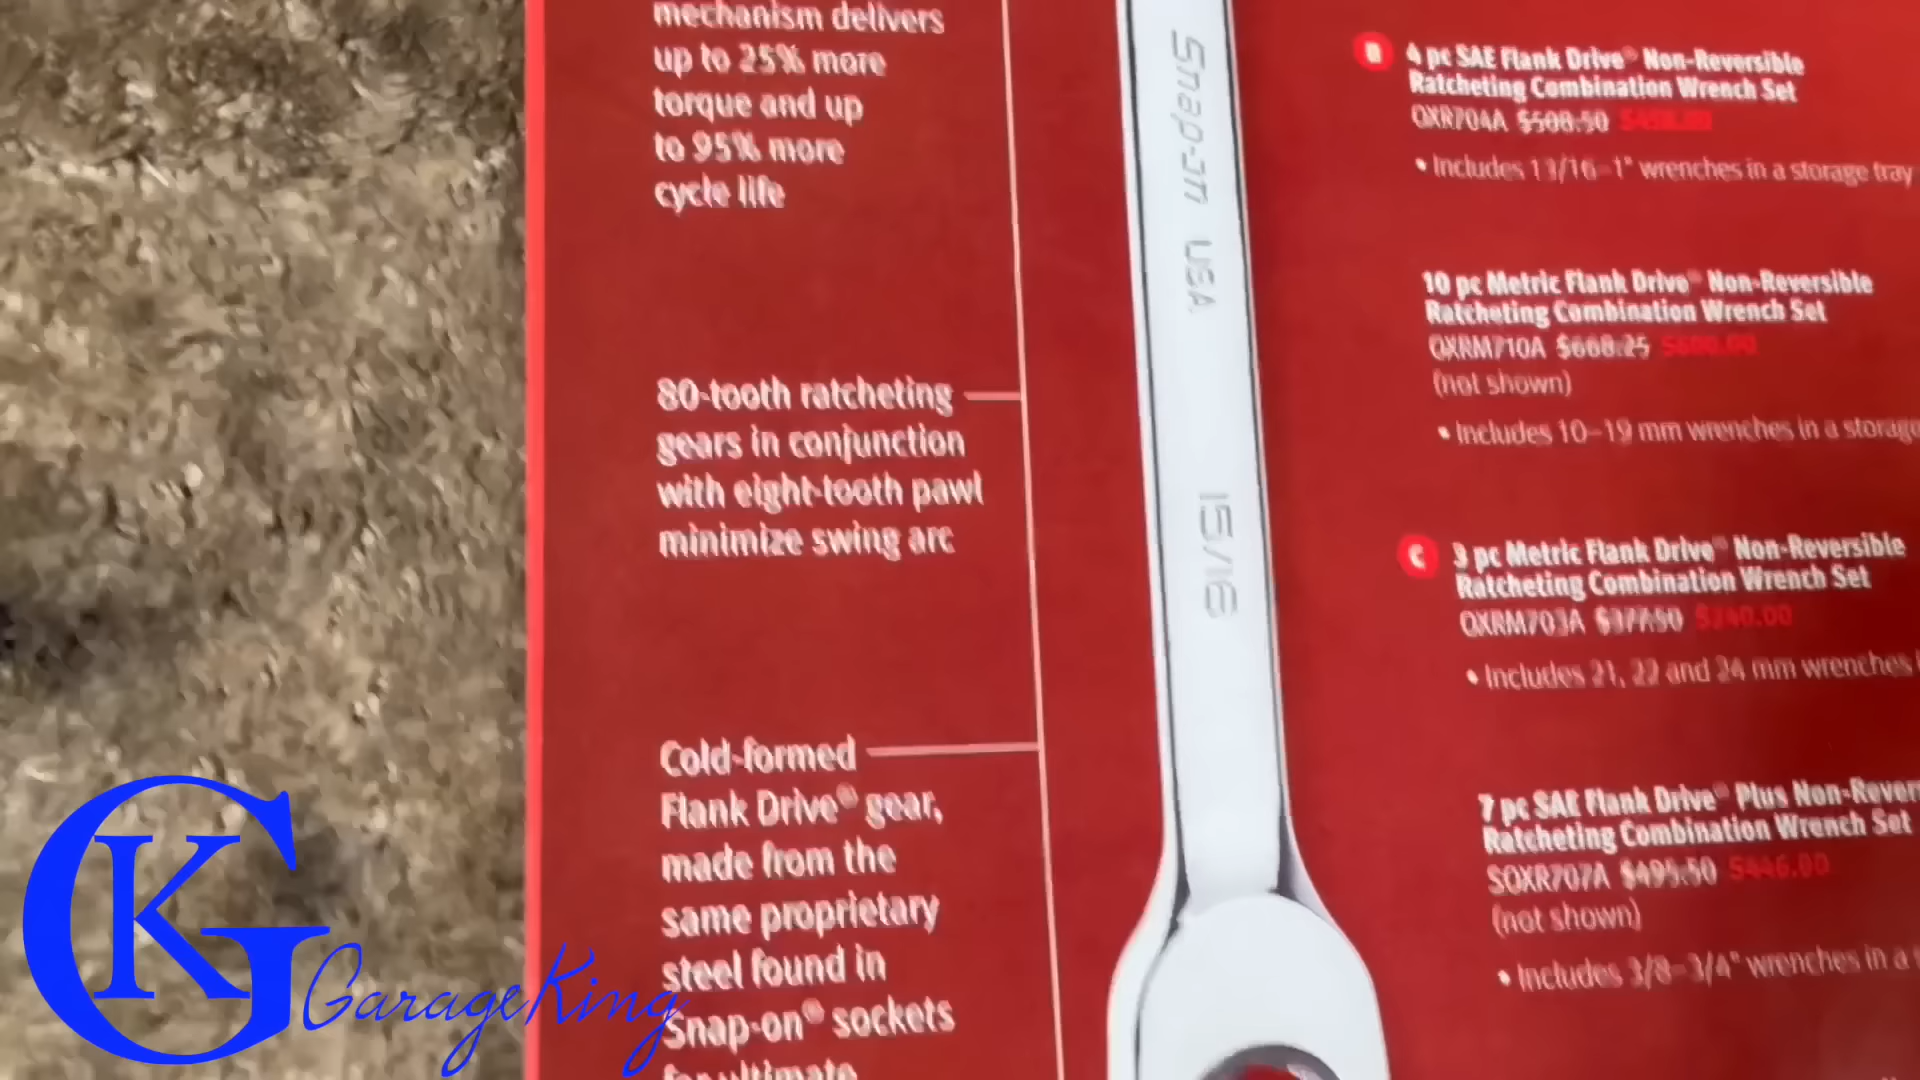 mechanism delivers
up to 25% more
torque and up
to 95% more
cycle life
80-tooth ratcheting
gears in conjunction
with eight-tooth pawl
minimize swing arc
Cold-formed
Flank Drive® gear,
made from the
same proprietary
steel found in
Snap-on® sockets
for ultimate
Snap-on USA
15/16
B 4 pc SAE Flank Drive® Non-Reversible
Ratcheting Combination Wrench Set
OXR704A $508.50
• Includes 13/16–1" wrenches in a storage tray
10 pc Metric Flank Drive® Non-Reversible
Ratcheting Combination Wrench Set
OXRM710A $668.25 $600.00
(not shown)
• Includes 10–19 mm wrenches in a storage
C 3 pc Metric Flank Drive® Non-Reversible
Ratcheting Combination Wrench Set
OXRM703A $377.50 $340.00
• Includes 21, 22 and 24 mm wrenches
7 pc SAE Flank Drive® Plus Non-Rever
Ratcheting Combination Wrench Set
SOXR707A $495.50 $446.00
(not shown)
• Includes 3/8–3/4" wrenches in a
GK GarageKing